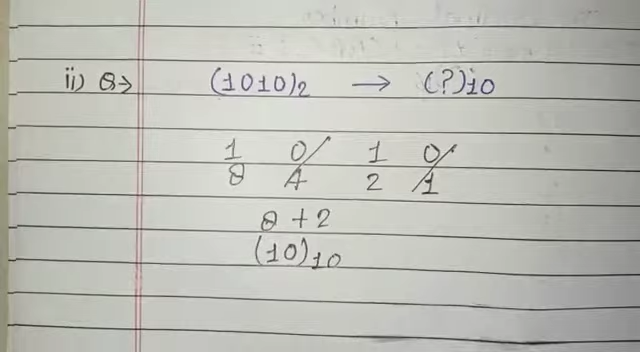 ii) Q→ (1010)2 → (?)10
1 0 1 0
8 4 2 1
8 + 2
(10)10